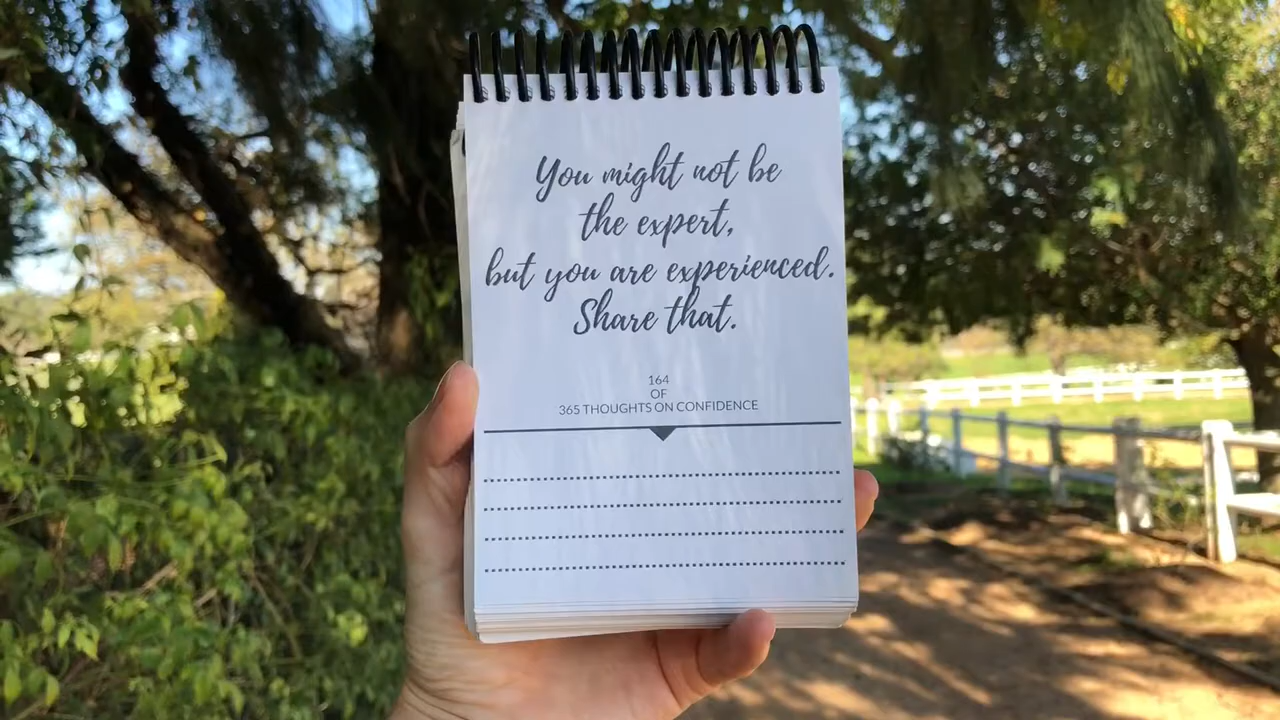 You might not be
the expert,
but you are experienced.
Share that.
164
OF
365 THOUGHTS ON CONFIDENCE